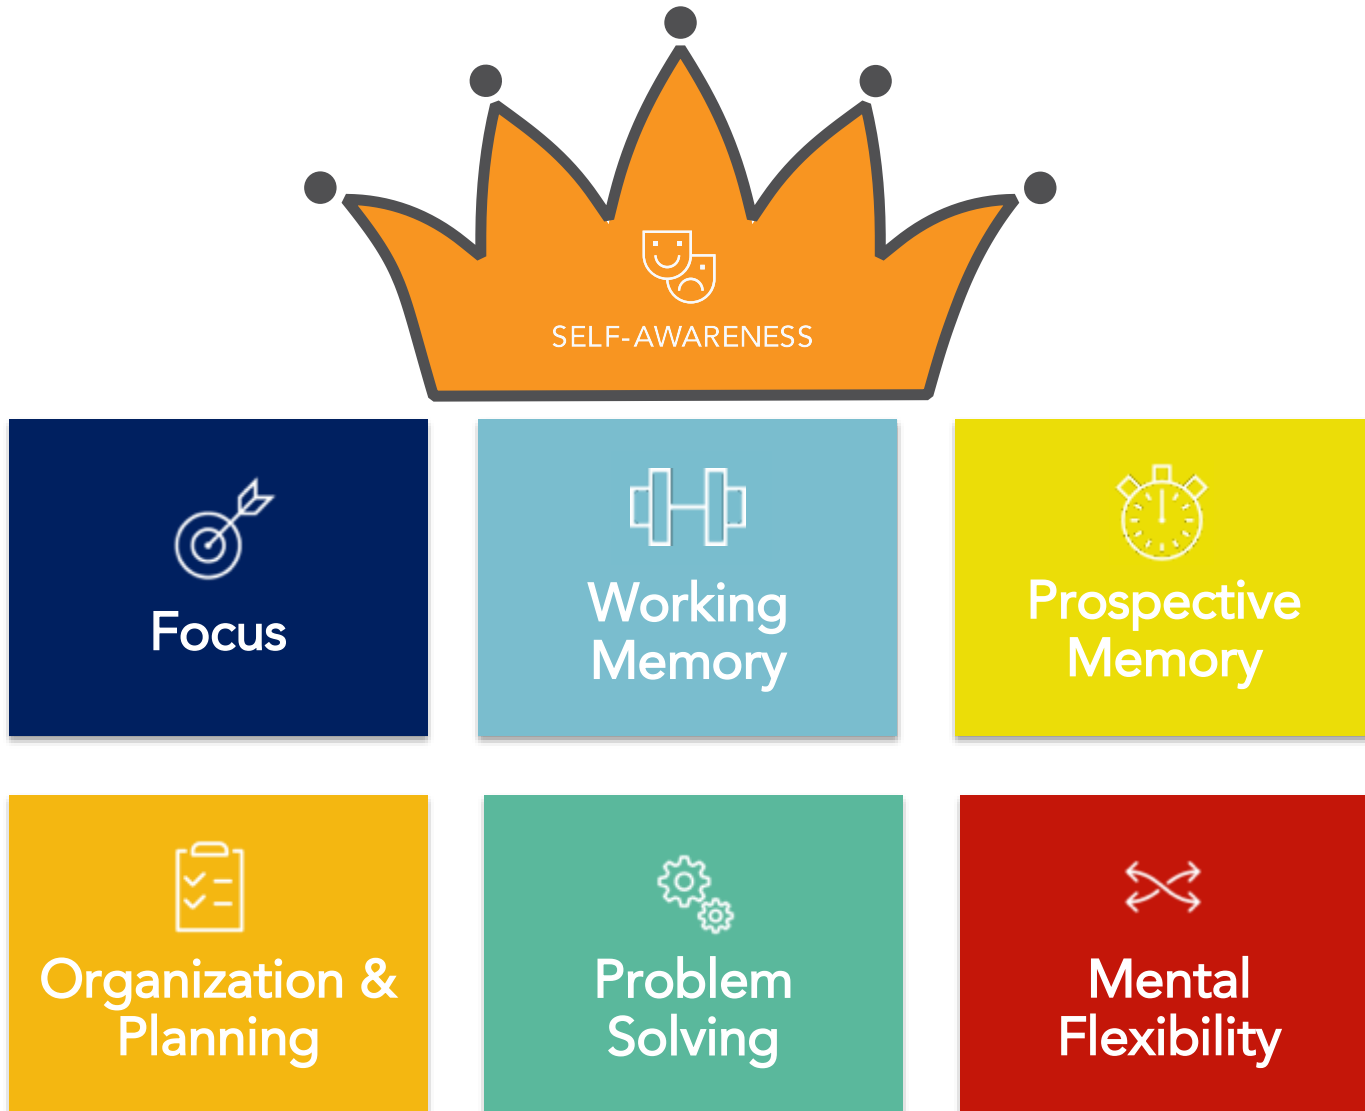 SELF-AWARENESS
Focus
Working
Memory
Prospective
Memory
Organization &
Planning
Problem
Solving
Mental
Flexibility